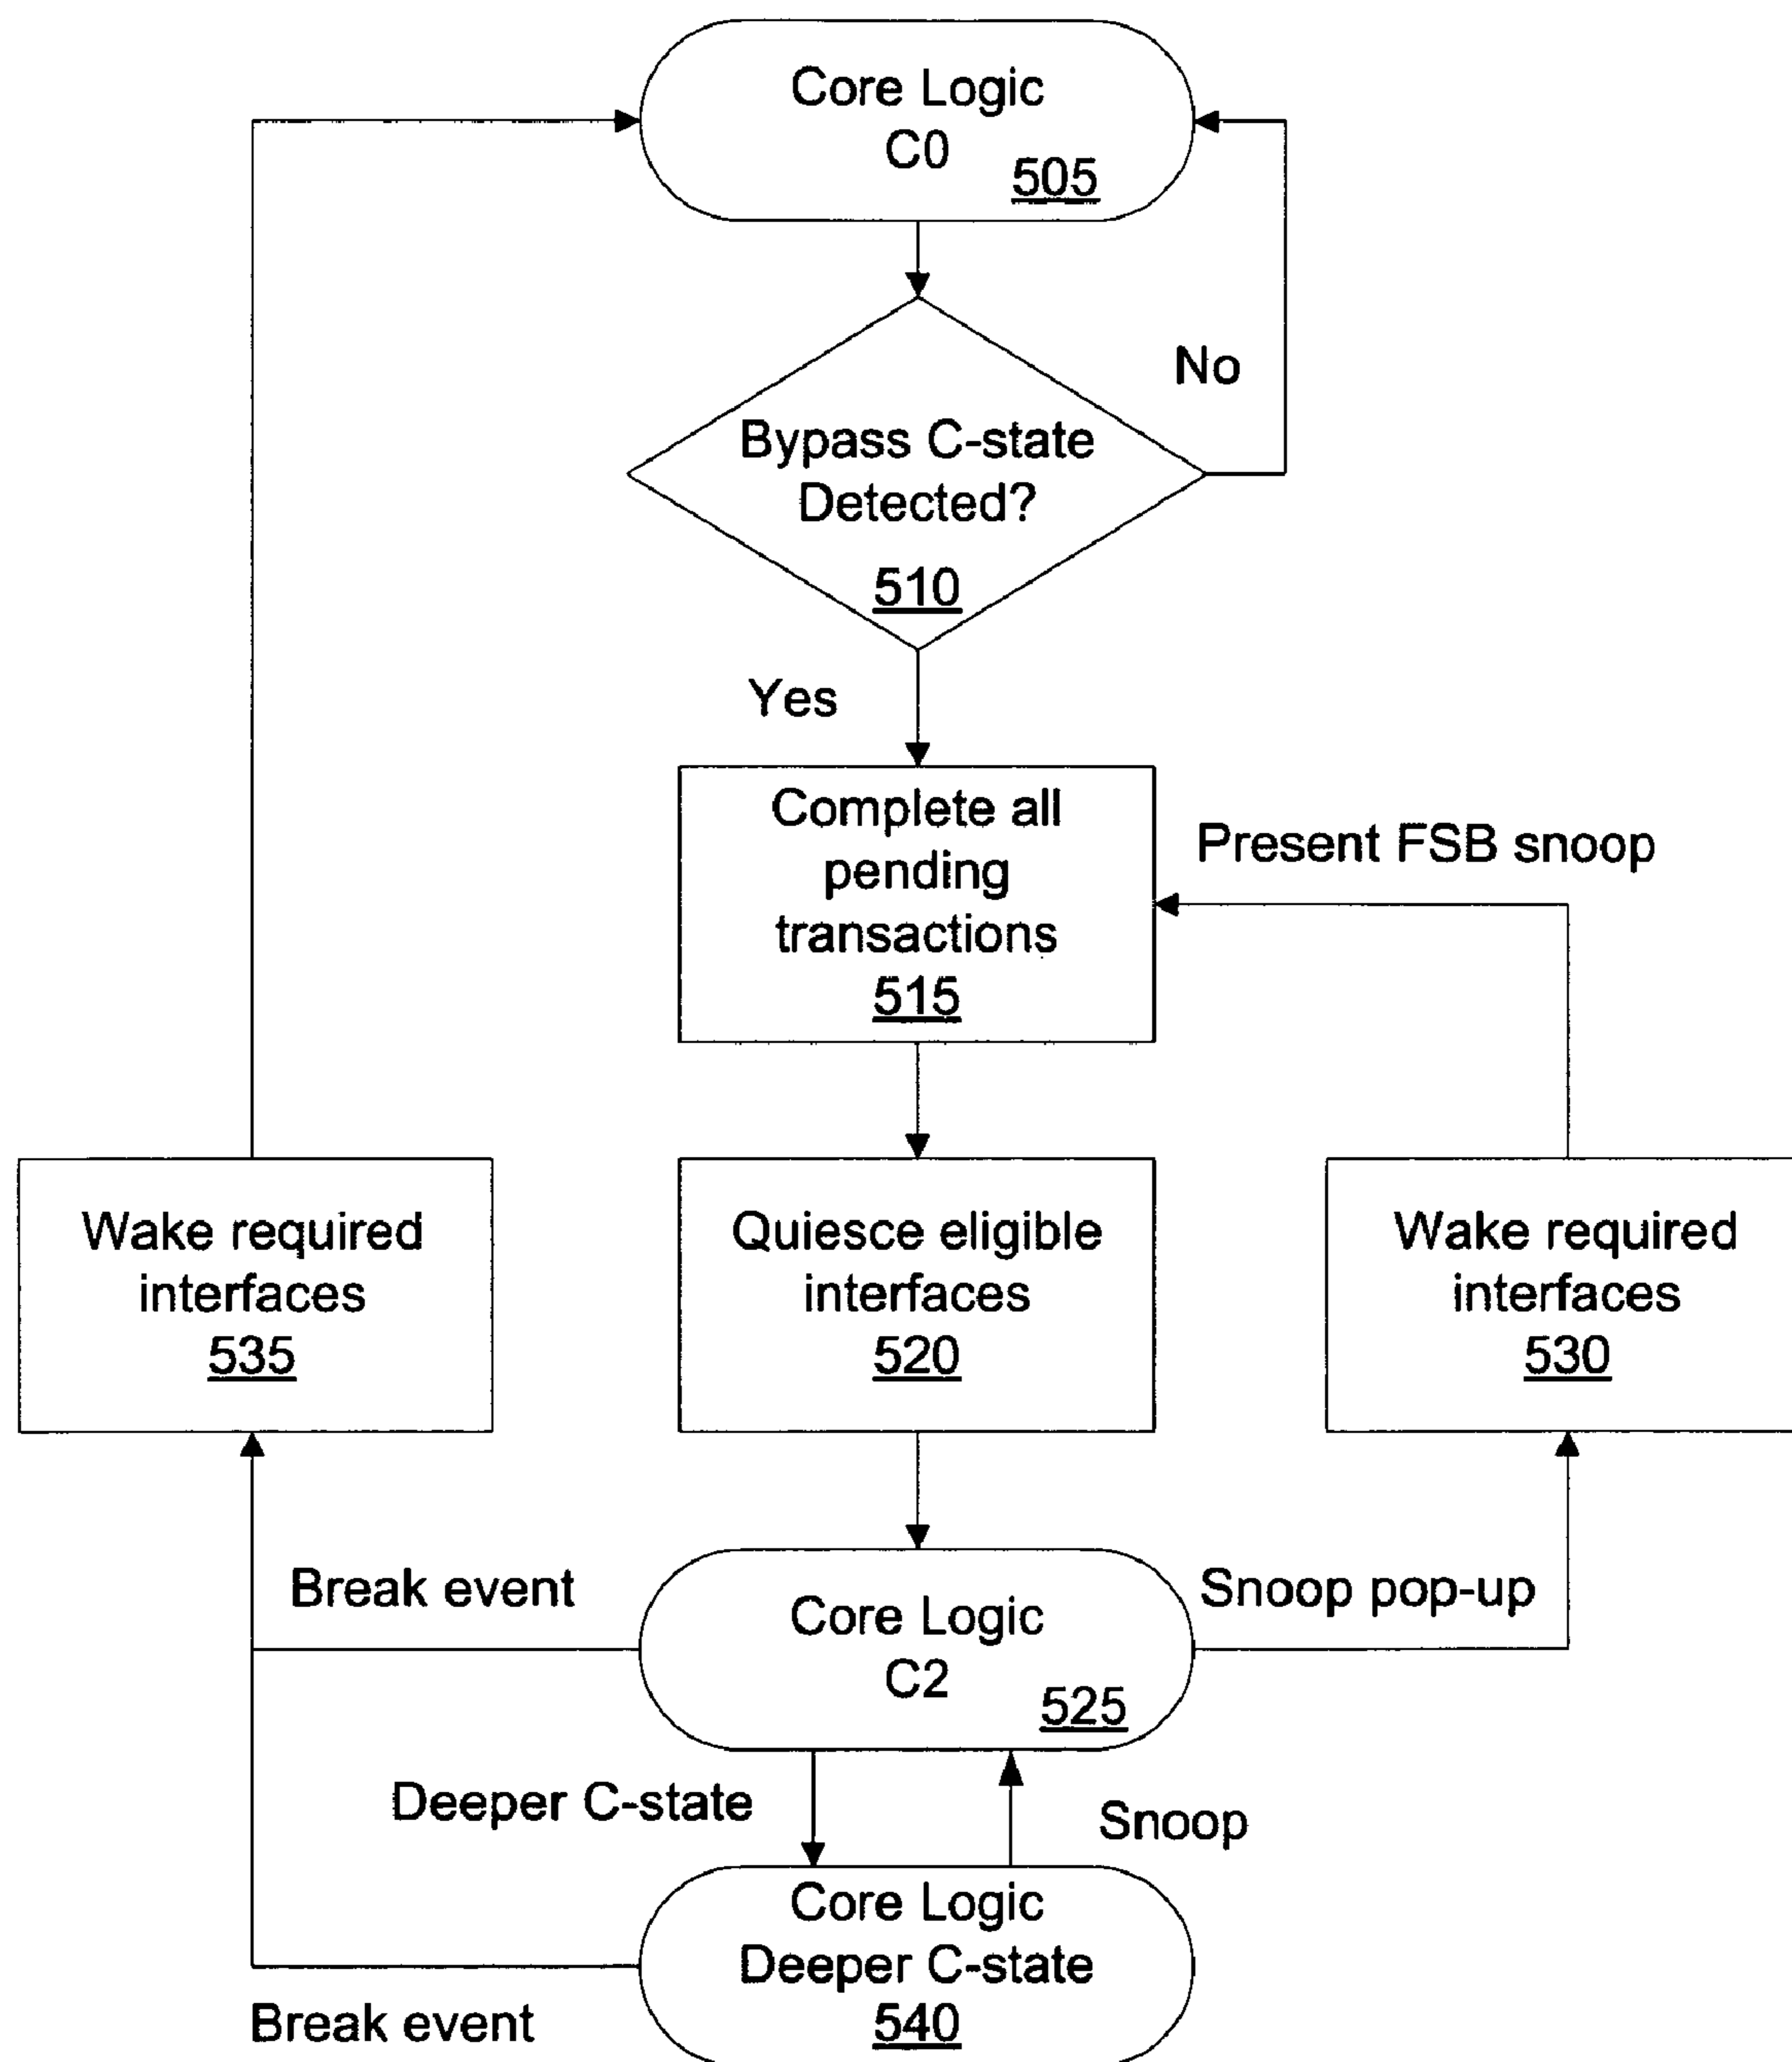 Core Logic
C0
505
No
Bypass C-state
Detected?
510
Yes
Complete all
pending
transactions
515
Present FSB snoop
Wake required
interfaces
535
Quiesce eligible
interfaces
520
Wake required
interfaces
530
Break event
Core Logic
C2
525
Snoop pop-up
Deeper C-state
Snoop
Core Logic
Deeper C-state
540
Break event